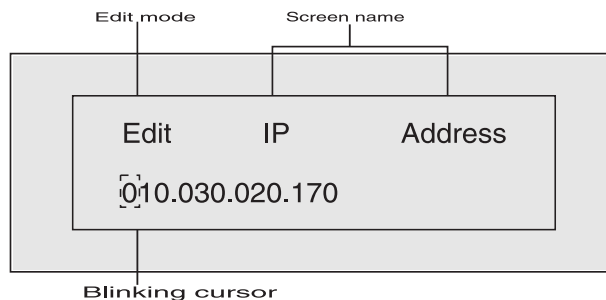 Edit mode Screen name
Edit IP Address
010.030.020.170
Blinking cursor